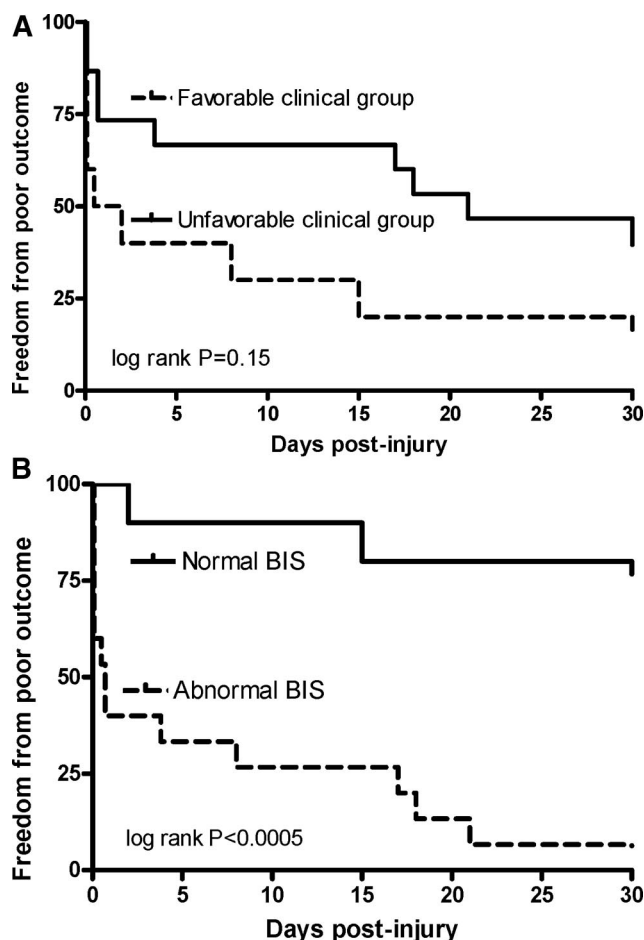 A
Freedom from poor outcome
100
75
50
25
0
Favorable clinical group
Unfavorable clinical group
log rank P=0.15
0 5 10 15 20 25 30
Days post-injury
B
Freedom from poor outcome
100
75
50
25
0
Normal BIS
Abnormal BIS
log rank P<0.0005
0 5 10 15 20 25 30
Days post-injury